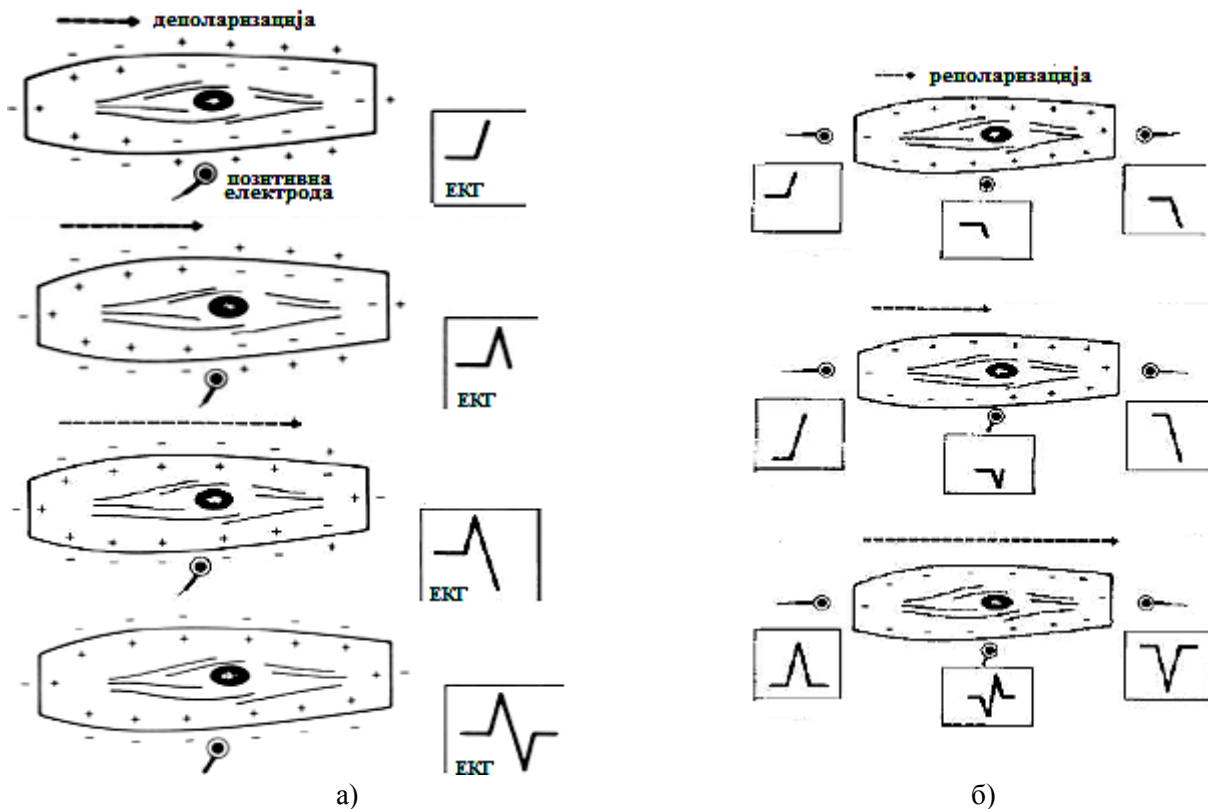 деполаризација
позитивна
електрода
ЕКГ
ЕКГ
ЕКГ
ЕКГ
а)
реполаризација
б)